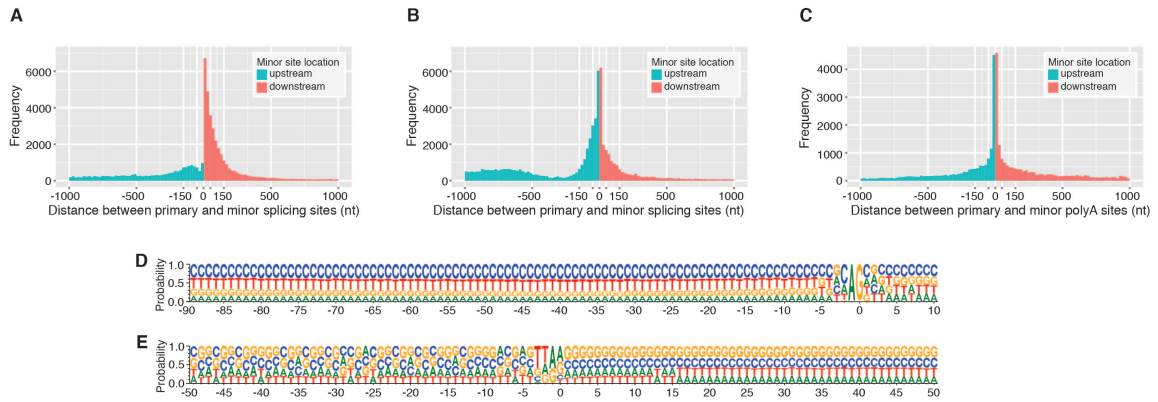 A
B
C
Minor site location
upstream
downstream
Frequency
6000
4000
2000
0
-1000 -500 -150 0 150 500 1000
Distance between primary and minor splicing sites (nt)
Minor site location
upstream
downstream
Frequency
6000
4000
2000
0
-1000 -500 -150 0 150 500 1000
Distance between primary and minor splicing sites (nt)
Minor site location
upstream
downstream
Frequency
4000
3000
2000
1000
0
-1000 -500 -150 0 150 500 1000
Distance between primary and minor polyA sites (nt)
D
Probability
1.0
0.5
0.0
-90 -85 -80 -75 -70 -65 -60 -55 -50 -45 -40 -35 -30 -25 -20 -15 -10 -5 0 5 10
E
Probability
1.0
0.5
0.0
-50 -45 -40 -35 -30 -25 -20 -15 -10 -5 0 5 10 15 20 25 30 35 40 45 50